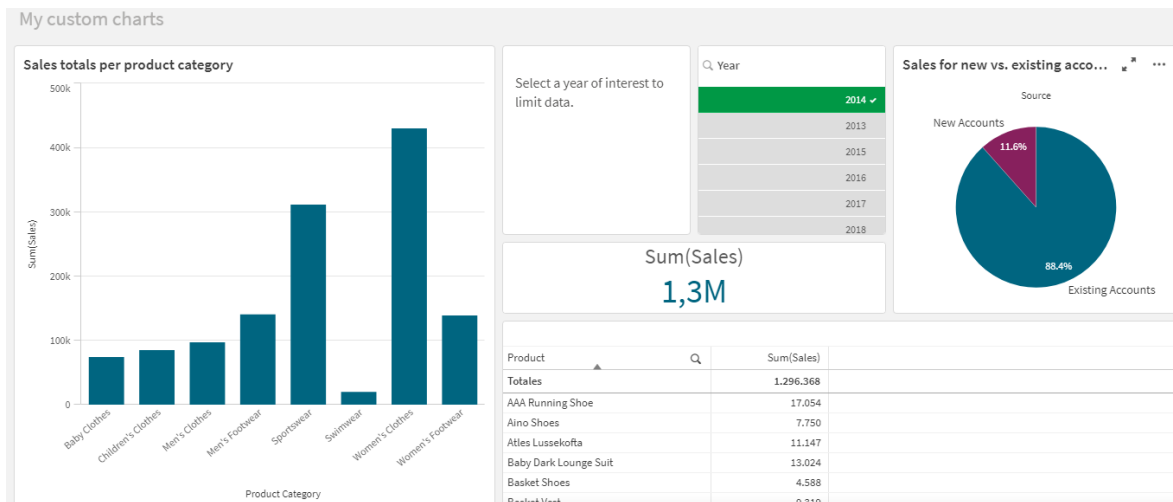 My custom charts
Sales totals per product category
500k
400k
300k
200k
100k
0
Sum(Sales)
Baby Clothes
Children's Clothes
Men's Clothes
Men's Footwear
Sportswear
Swimwear
Women's Clothes
Women's Footwear
Product Category
Select a year of interest to
limit data.
Year
2014
2013
2015
2016
2017
2018
Sales for new vs. existing acco...
Source
New Accounts
11.6%
88.4%
Existing Accounts
Sum(Sales)
1,3M
Product Sum(Sales)
Totales 1.296.368
AAA Running Shoe 17.054
Aino Shoes 7.750
Atles Lussekofta 11.147
Baby Dark Lounge Suit 13.024
Basket Shoes 4.588